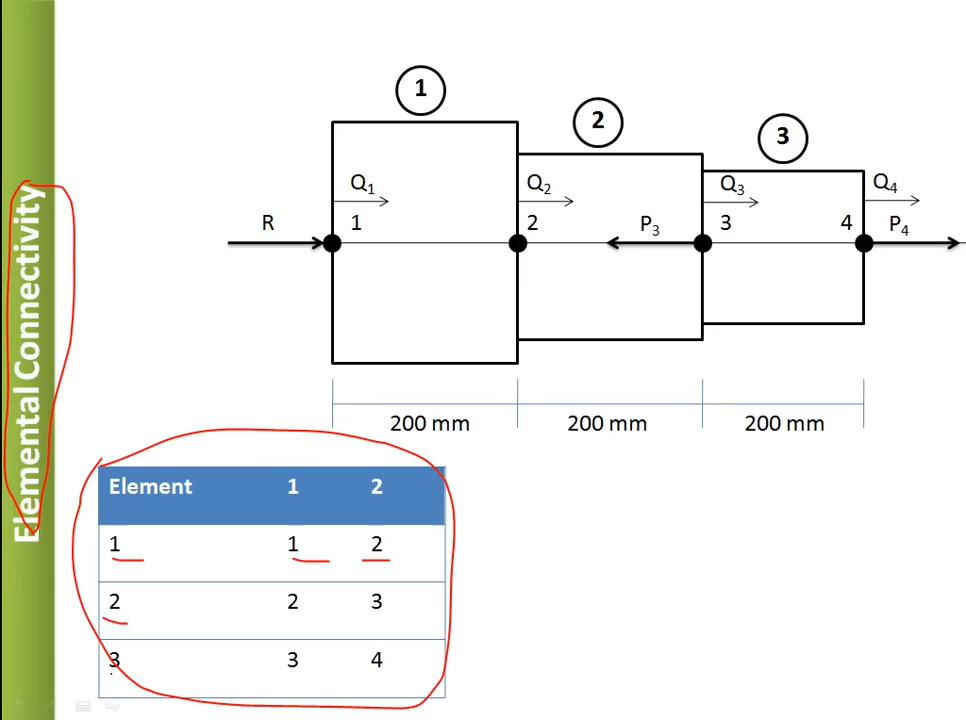 Elemental Connectivity
1
2
3
Q₁ Q₂ Q₃ Q₄
R 1 2 P₃ 3 4 P₄
200 mm 200 mm 200 mm
Element 1 2
1 1 2
2 2 3
3 3 4